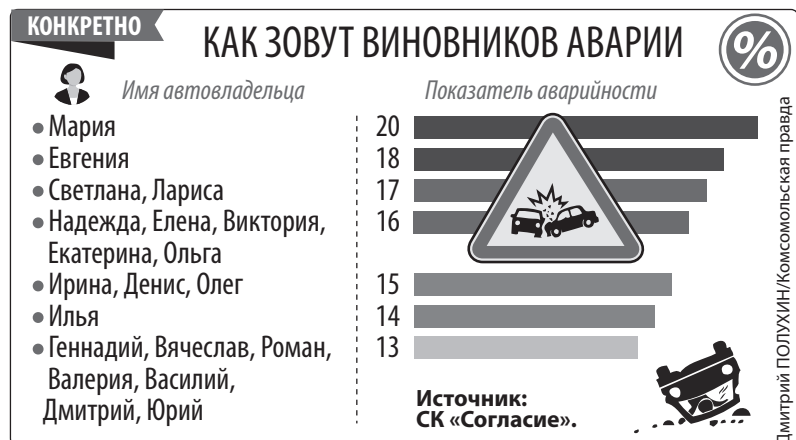 КОНКРЕТНО
КАК ЗОВУТ ВИНОВНИКОВ АВАРИИ
%
Имя автовладельца
Показатель аварийности
• Мария 20
• Евгения 18
• Светлана, Лариса 17
• Надежда, Елена, Виктория, 16
Екатерина, Ольга
• Ирина, Денис, Олег 15
• Илья 14
• Геннадий, Вячеслав, Роман, 13
Валерия, Василий,
Дмитрий, Юрий
Источник:
СК «Согласие».
Дмитрий ПОЛУХИН/Комсомольская правда